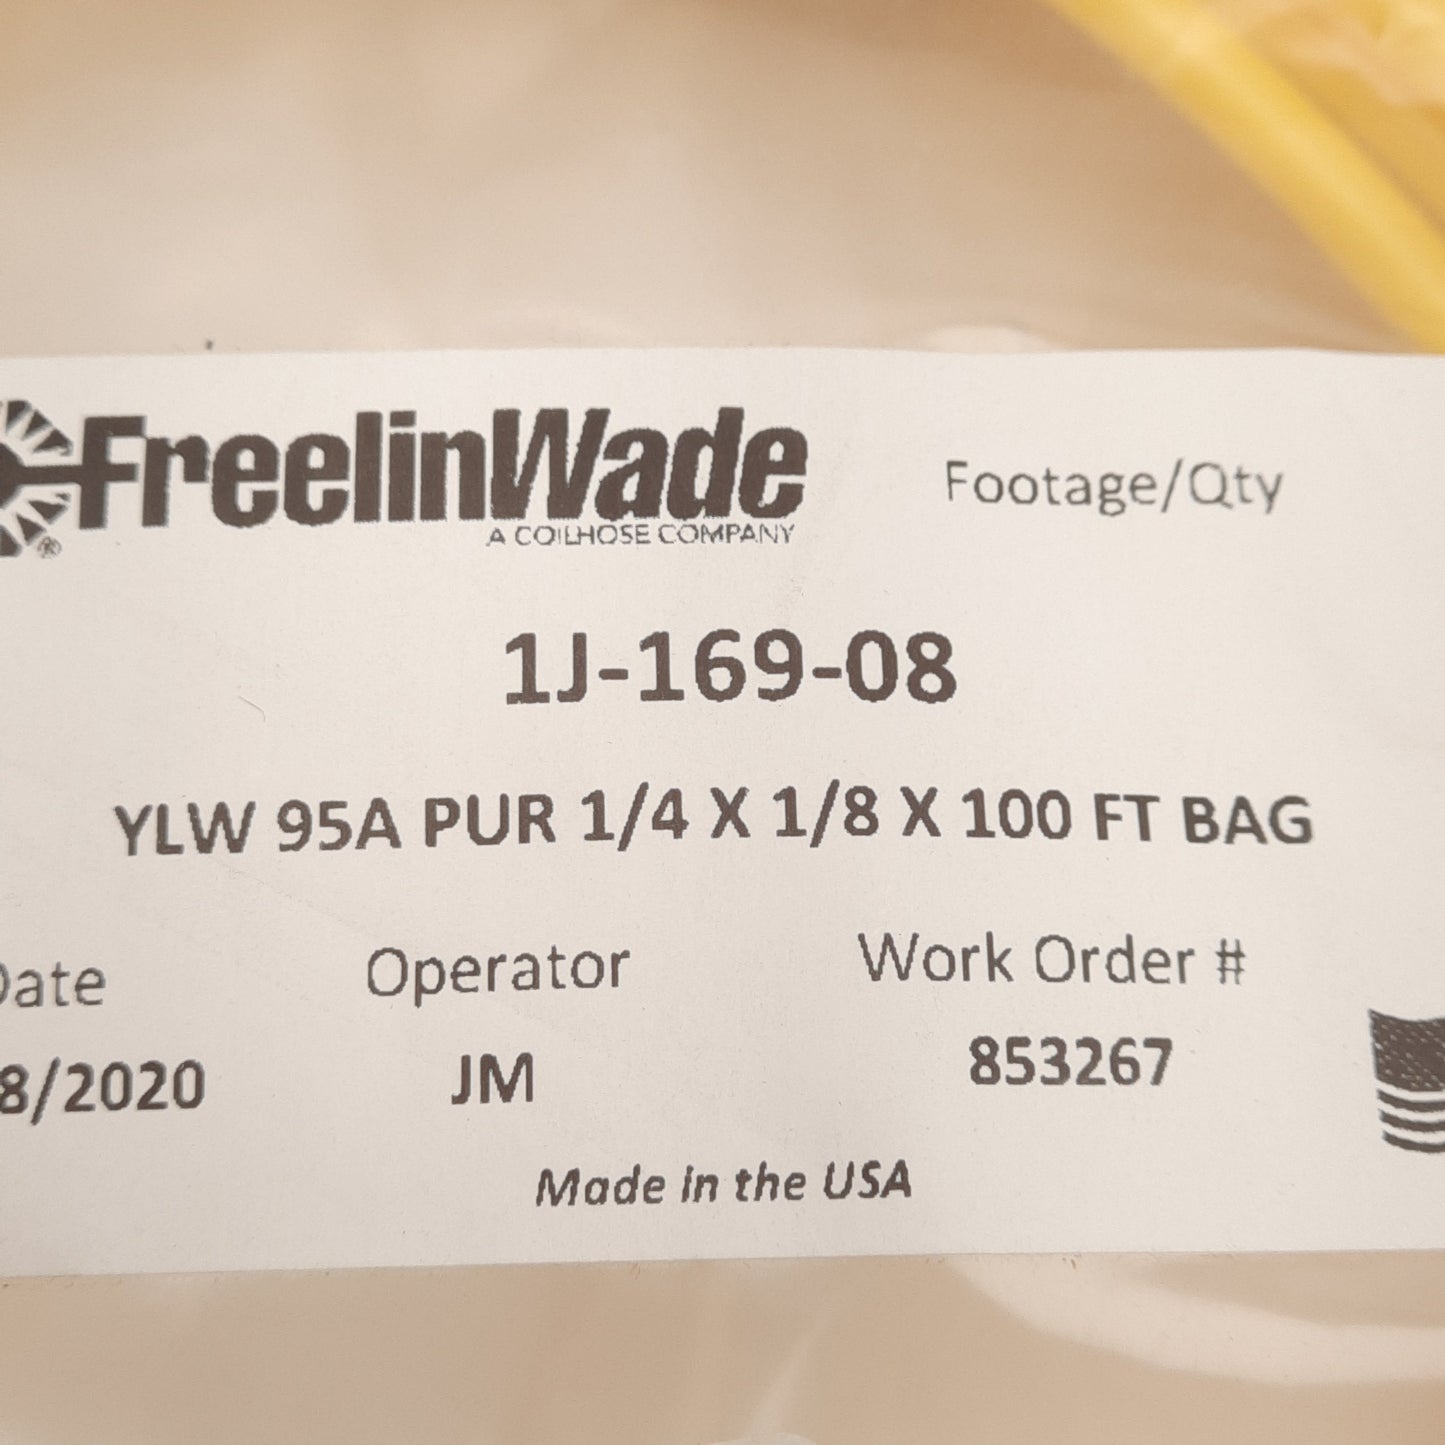 FreelinWade
®
A COILHOSE COMPANY
Footage/Qty
1J-169-08
YLW 95A PUR 1/4 X 1/8 X 100 FT BAG
Date Operator Work Order #
8/2020 JM 853267
Made in the USA